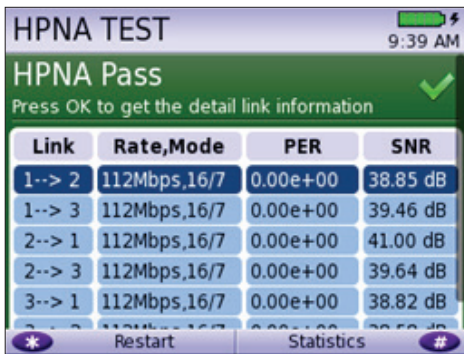 HPNA TEST
9:39 AM
HPNA Pass
Press OK to get the detail link information
Link Rate,Mode PER SNR
1--> 2 112Mbps,16/7 0.00e+00 38.85 dB
1--> 3 112Mbps,16/7 0.00e+00 39.46 dB
2--> 1 112Mbps,16/7 0.00e+00 41.00 dB
2--> 3 112Mbps,16/7 0.00e+00 39.64 dB
3--> 1 112Mbps,16/7 0.00e+00 38.82 dB
* Restart Statistics #